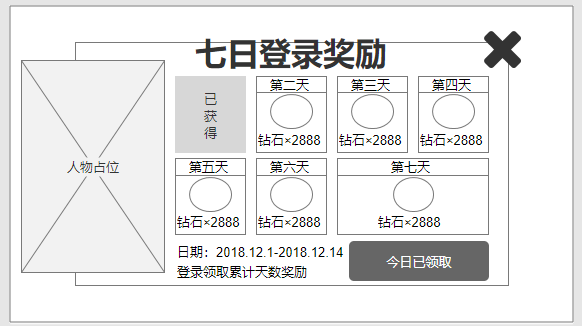 七日登录奖励
已
获
得
第二天
第三天
第四天
钻石×2888
钻石×2888
钻石×2888
人物占位
第五天
第六天
第七天
钻石×2888
钻石×2888
钻石×2888
日期：2018.12.1-2018.12.14
登录领取累计天数奖励
今日已领取